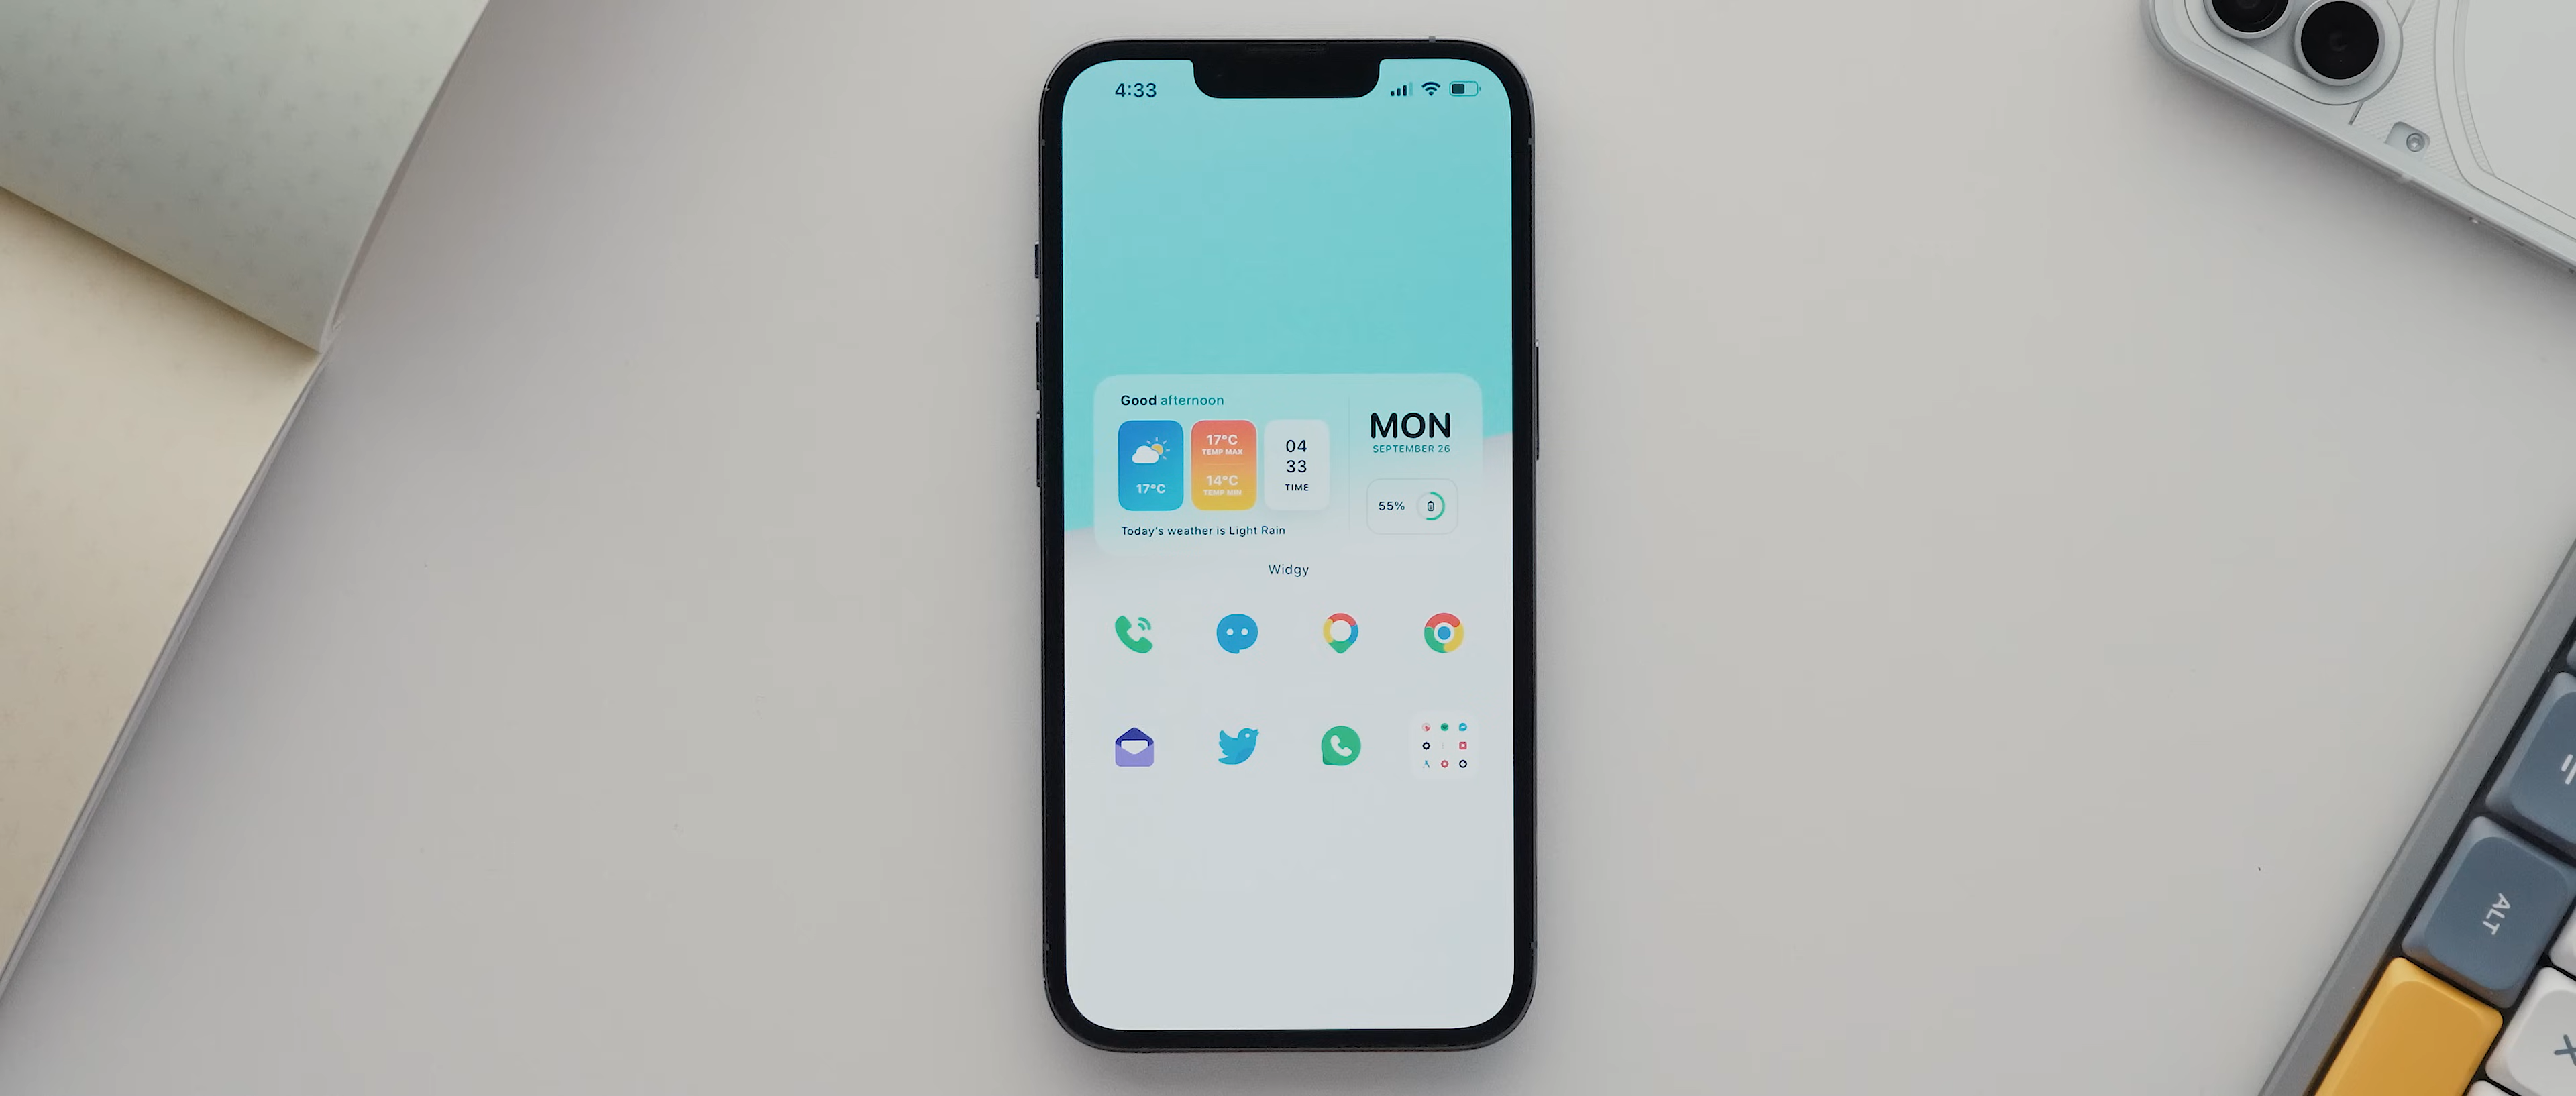 4:33
Good afternoon
17°C
17°C
TEMP MAX
14°C
TEMP MIN
04
33
TIME
Today's weather is Light Rain
MON
SEPTEMBER 26
55%
Widgy
ALT
X